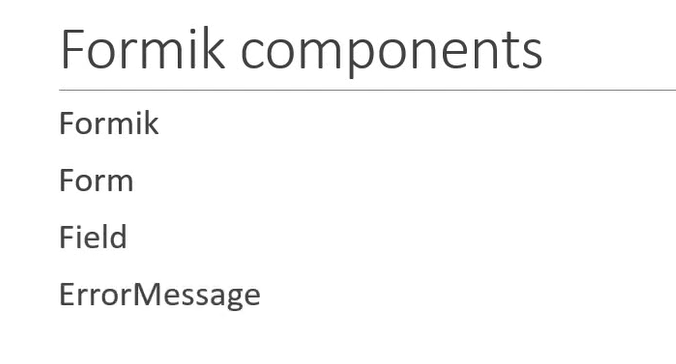 Formik components
Formik
Form
Field
ErrorMessage